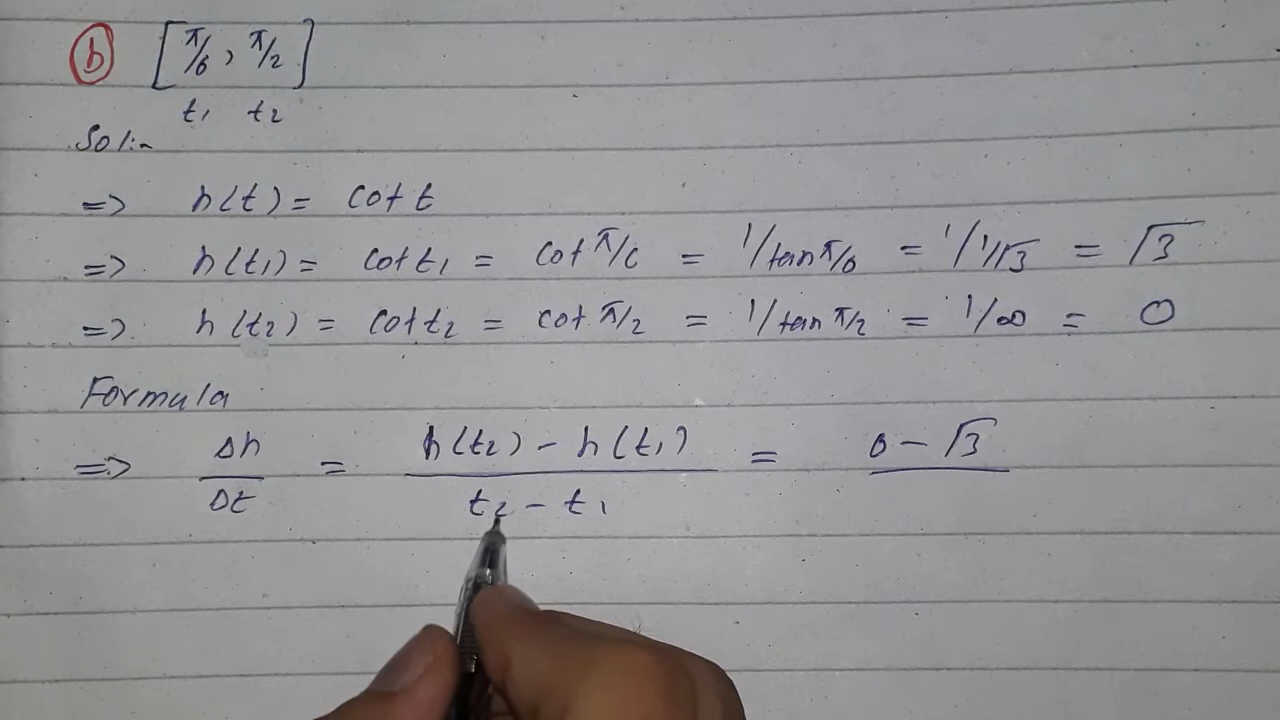 b [π/6, π/2]
t1 t2
Sol:-
=> h(t) = cot t
=> h(t1) = cot t1 = cot π/6 = 1/tan π/6 = 1/1/√3 = √3
=> h(t2) = cot t2 = cot π/2 = 1/tan π/2 = 1/∞ = 0
Formula
=> Δh/Δt = h(t2) - h(t1)/t2 - t1 = 0 - √3